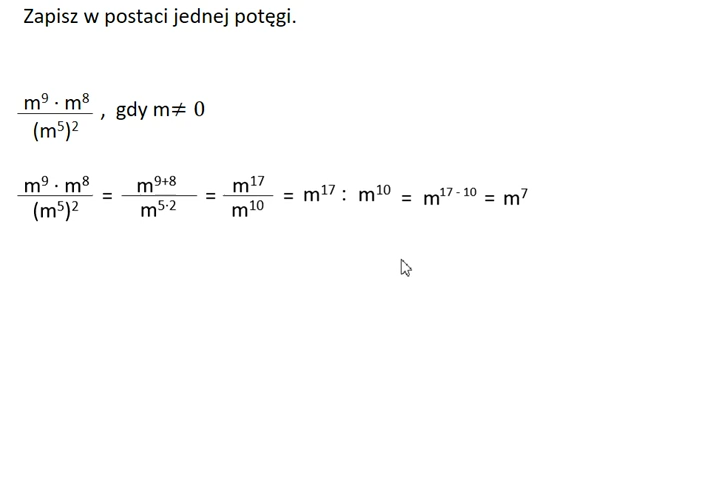 Zapisz w postaci jednej potęgi.
m⁹ · m⁸ / (m⁵)² , gdy m≠ 0
m⁹ · m⁸ / (m⁵)² = m⁹⁺⁸ / m⁵·² = m¹⁷ / m¹⁰ = m¹⁷ : m¹⁰ = m¹⁷⁻¹⁰ = m⁷